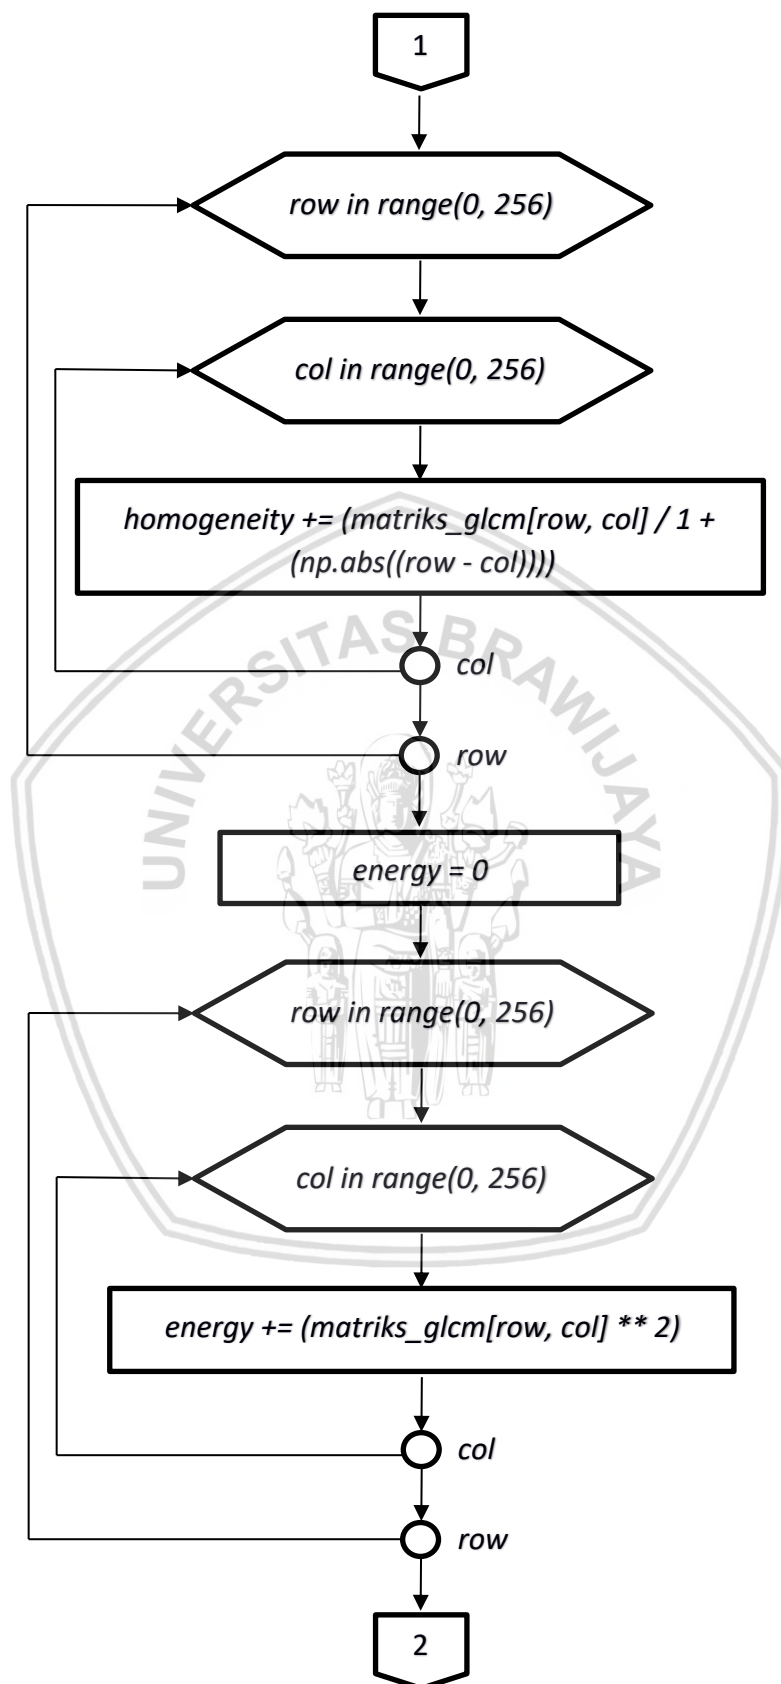 1
row in range(0, 256)
col in range(0, 256)
homogeneity += (matriks_glcm[row, col] / 1 +
(np.abs((row - col))))
UNIVERSITAS BRAWIJAYA
col
row
energy = 0
row in range(0, 256)
col in range(0, 256)
energy += (matriks_glcm[row, col] ** 2)
col
row
2